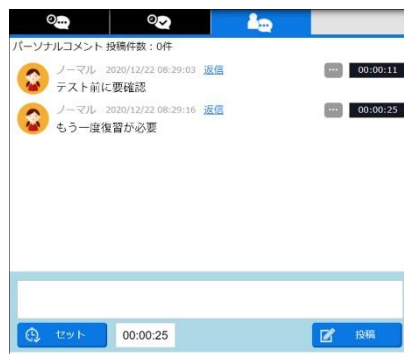 パーソナルコメント 投稿件数：0件
ノーマル 2020/12/22 08:29:03 返信 ... 00:00:11
テスト前に要確認
ノーマル 2020/12/22 08:29:16 返信 ... 00:00:25
もう一度復習が必要
セット 00:00:25 投稿